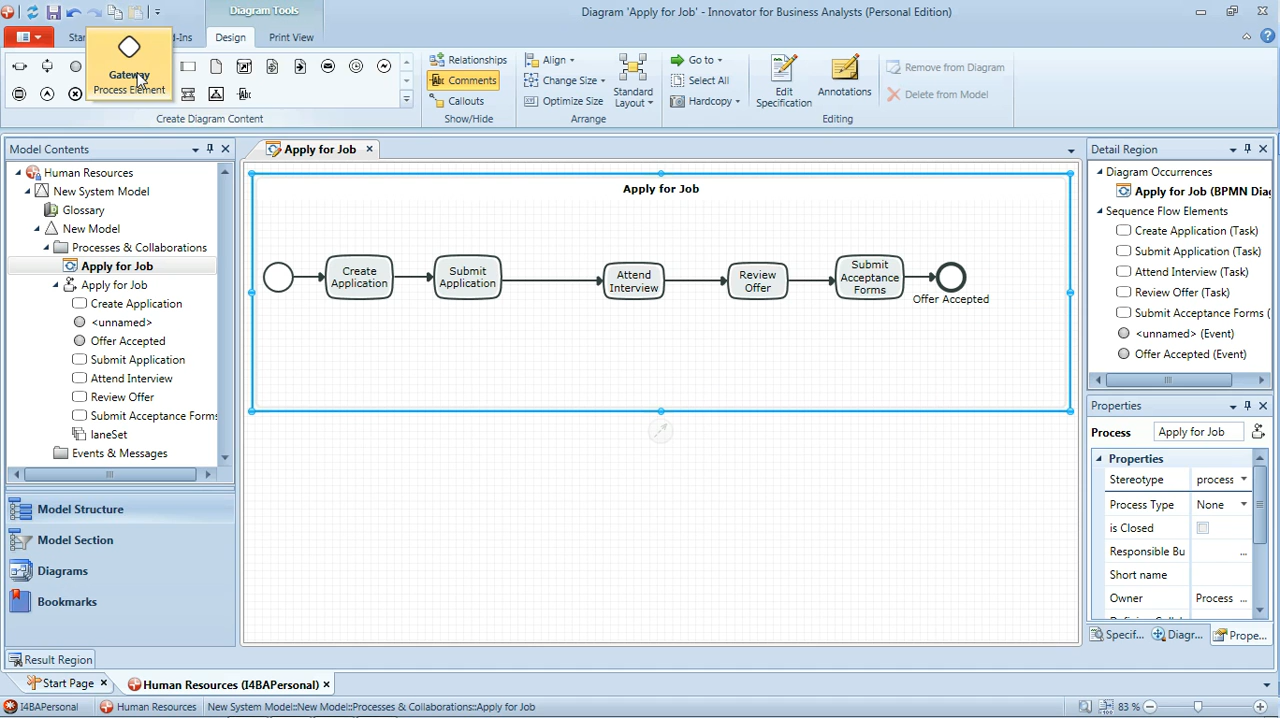 Diagram Tools
Diagram 'Apply for Job' - Innovator for Business Analysts (Personal Edition)
Design
Print View
Gateway
Process Element
Create Diagram Content
Relationships
Comments
Callouts
Show/Hide
Align
Change Size
Optimize Size
Standard
Layout
Arrange
Go to
Select All
Hardcopy
Edit
Specification
Annotations
Remove from Diagram
Delete from Model
Editing
Model Contents
Human Resources
New System Model
Glossary
New Model
Processes & Collaborations
Apply for Job
Apply for Job
Create Application
<unnamed>
Offer Accepted
Submit Application
Attend Interview
Review Offer
Submit Acceptance Forms
laneSet
Events & Messages
Model Structure
Model Section
Diagrams
Bookmarks
Result Region
Apply for Job
Apply for Job
Create
Application
Submit
Application
Attend
Interview
Review
Offer
Submit
Acceptance
Forms
Offer Accepted
Detail Region
Diagram Occurrences
Apply for Job (BPMN Diag
Sequence Flow Elements
Create Application (Task)
Submit Application (Task)
Attend Interview (Task)
Review Offer (Task)
Submit Acceptance Forms (
<unnamed> (Event)
Offer Accepted (Event)
Properties
Process Apply for Job
Properties
Stereotype process
Process Type None
is Closed
Responsible Bu ...
Short name
Owner Process ...
Specif...
Diagr...
Prope...
Start Page
Human Resources (I4BAPersonal)
I4BAPersonal
Human Resources
New System Model::New Model::Processes & Collaborations::Apply for Job
83 %